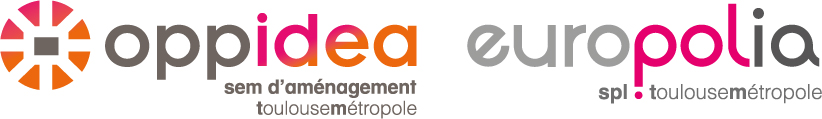 oppidea
sem d'aménagement
toulousemétropole
europolia
spl toulousemétropole